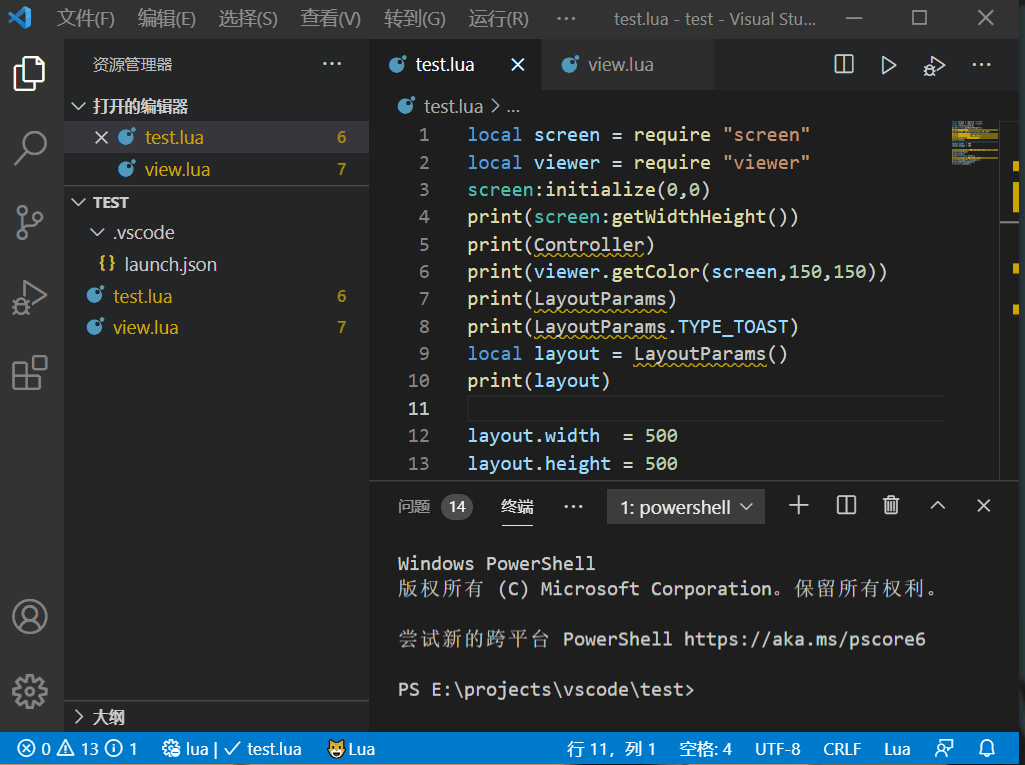 文件(F) 编辑(E) 选择(S) 查看(V) 转到(G) 运行(R) ··· test.lua - test - Visual Stu...
资源管理器 ···
打开的编辑器
test.lua 6
view.lua 7
TEST
.vscode
{} launch.json
test.lua 6
view.lua 7
大纲
test.lua view.lua ···
test.lua > ...
1 local screen = require "screen"
2 local viewer = require "viewer"
3 screen:initialize(0,0)
4 print(screen:getWidthHeight())
5 print(Controller)
6 print(viewer.getColor(screen,150,150))
7 print(LayoutParams)
8 print(LayoutParams.TYPE_TOAST)
9 local layout = LayoutParams()
10 print(layout)
11
12 layout.width  = 500
13 layout.height = 500
问题 14 终端 ··· 1: powershell
Windows PowerShell
版权所有 (C) Microsoft Corporation。保留所有权利。
尝试新的跨平台 PowerShell https://aka.ms/pscore6
PS E:\projects\vscode\test>
0 13 1 lua | ✓ test.lua Lua 行 11，列 1 空格: 4 UTF-8 CRLF Lua